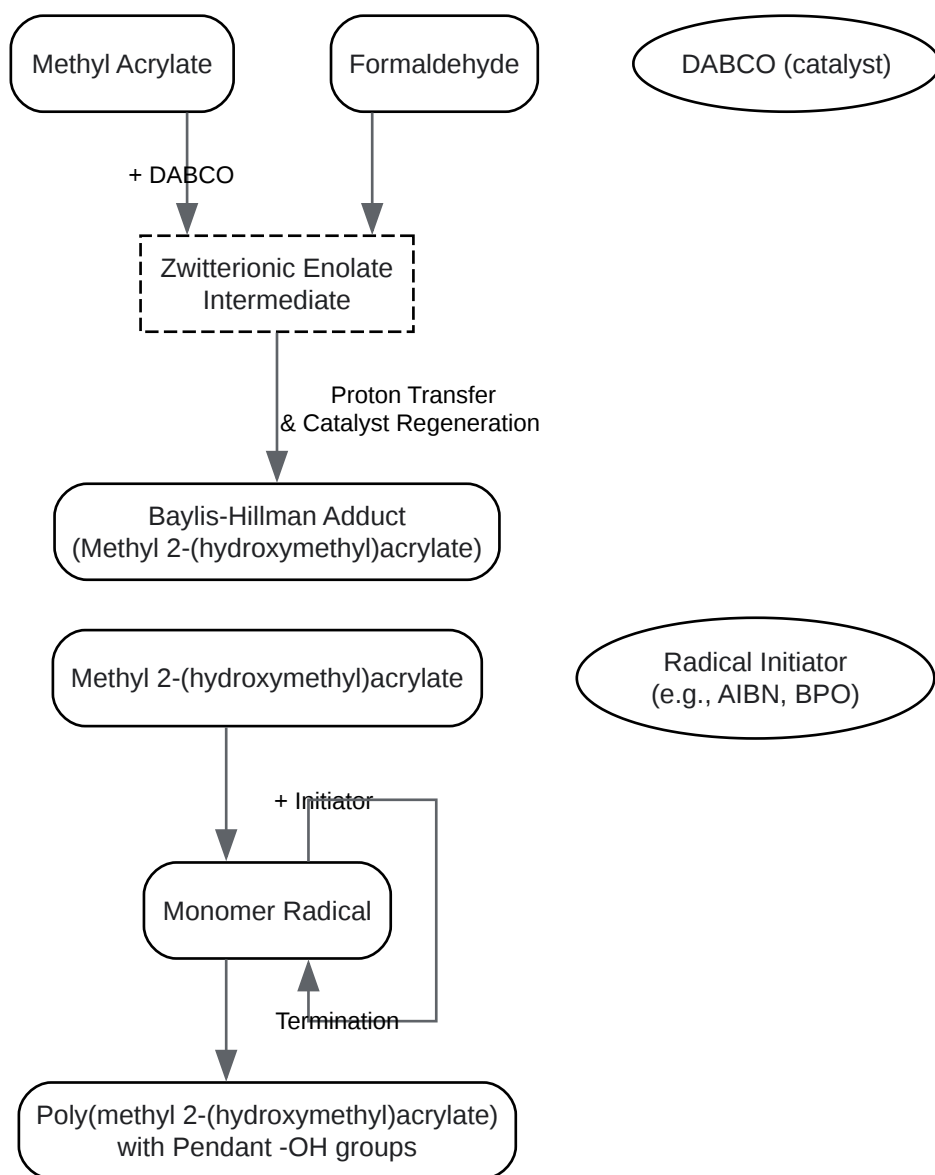 Methyl Acrylate
Formaldehyde
DABCO (catalyst)
+ DABCO
Zwitterionic Enolate
Intermediate
Proton Transfer
& Catalyst Regeneration
Baylis-Hillman Adduct
(Methyl 2-(hydroxymethyl)acrylate)
Methyl 2-(hydroxymethyl)acrylate
Radical Initiator
(e.g., AIBN, BPO)
+ Initiator
Monomer Radical
Termination
Poly(methyl 2-(hydroxymethyl)acrylate)
with Pendant -OH groups